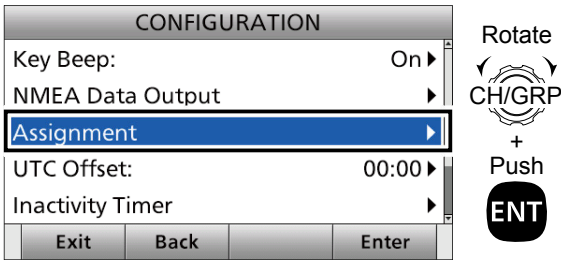 CONFIGURATION
Key Beep: On
NMEA Data Output
Assignment
UTC Offset: 00:00
Inactivity Timer
Exit Back Enter
Rotate
CH/GRP
+
Push
ENT